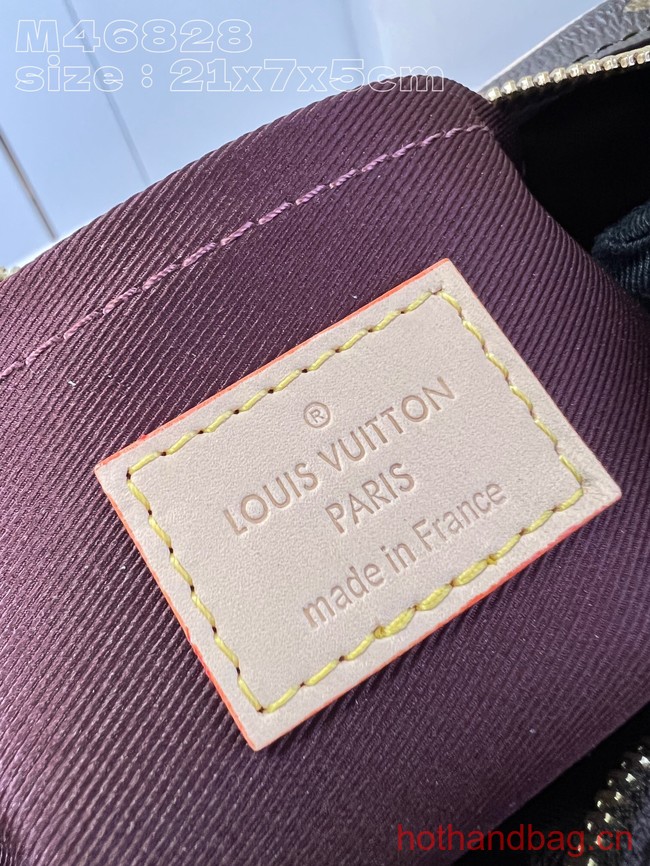 M46828
size : 21x7x5cm
®
LOUIS VUITTON
PARIS
made in France
hothandbag.cn